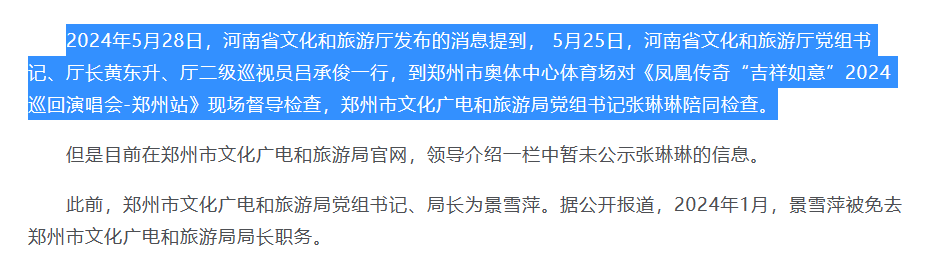 2024年5月28日，河南省文化和旅游厅发布的消息提到， 5月25日，河南省文化和旅游厅党组书
记、厅长黄东升、厅二级巡视员吕承俊一行，到郑州市奥体中心体育场对《凤凰传奇“吉祥如意”2024
巡回演唱会-郑州站》现场督导检查，郑州市文化广电和旅游局党组书记张琳琳陪同检查。
但是目前在郑州市文化广电和旅游局官网，领导介绍一栏中暂未公示张琳琳的信息。
此前，郑州市文化广电和旅游局党组书记、局长为景雪萍。据公开报道，2024年1月，景雪萍被免去
郑州市文化广电和旅游局局长职务。